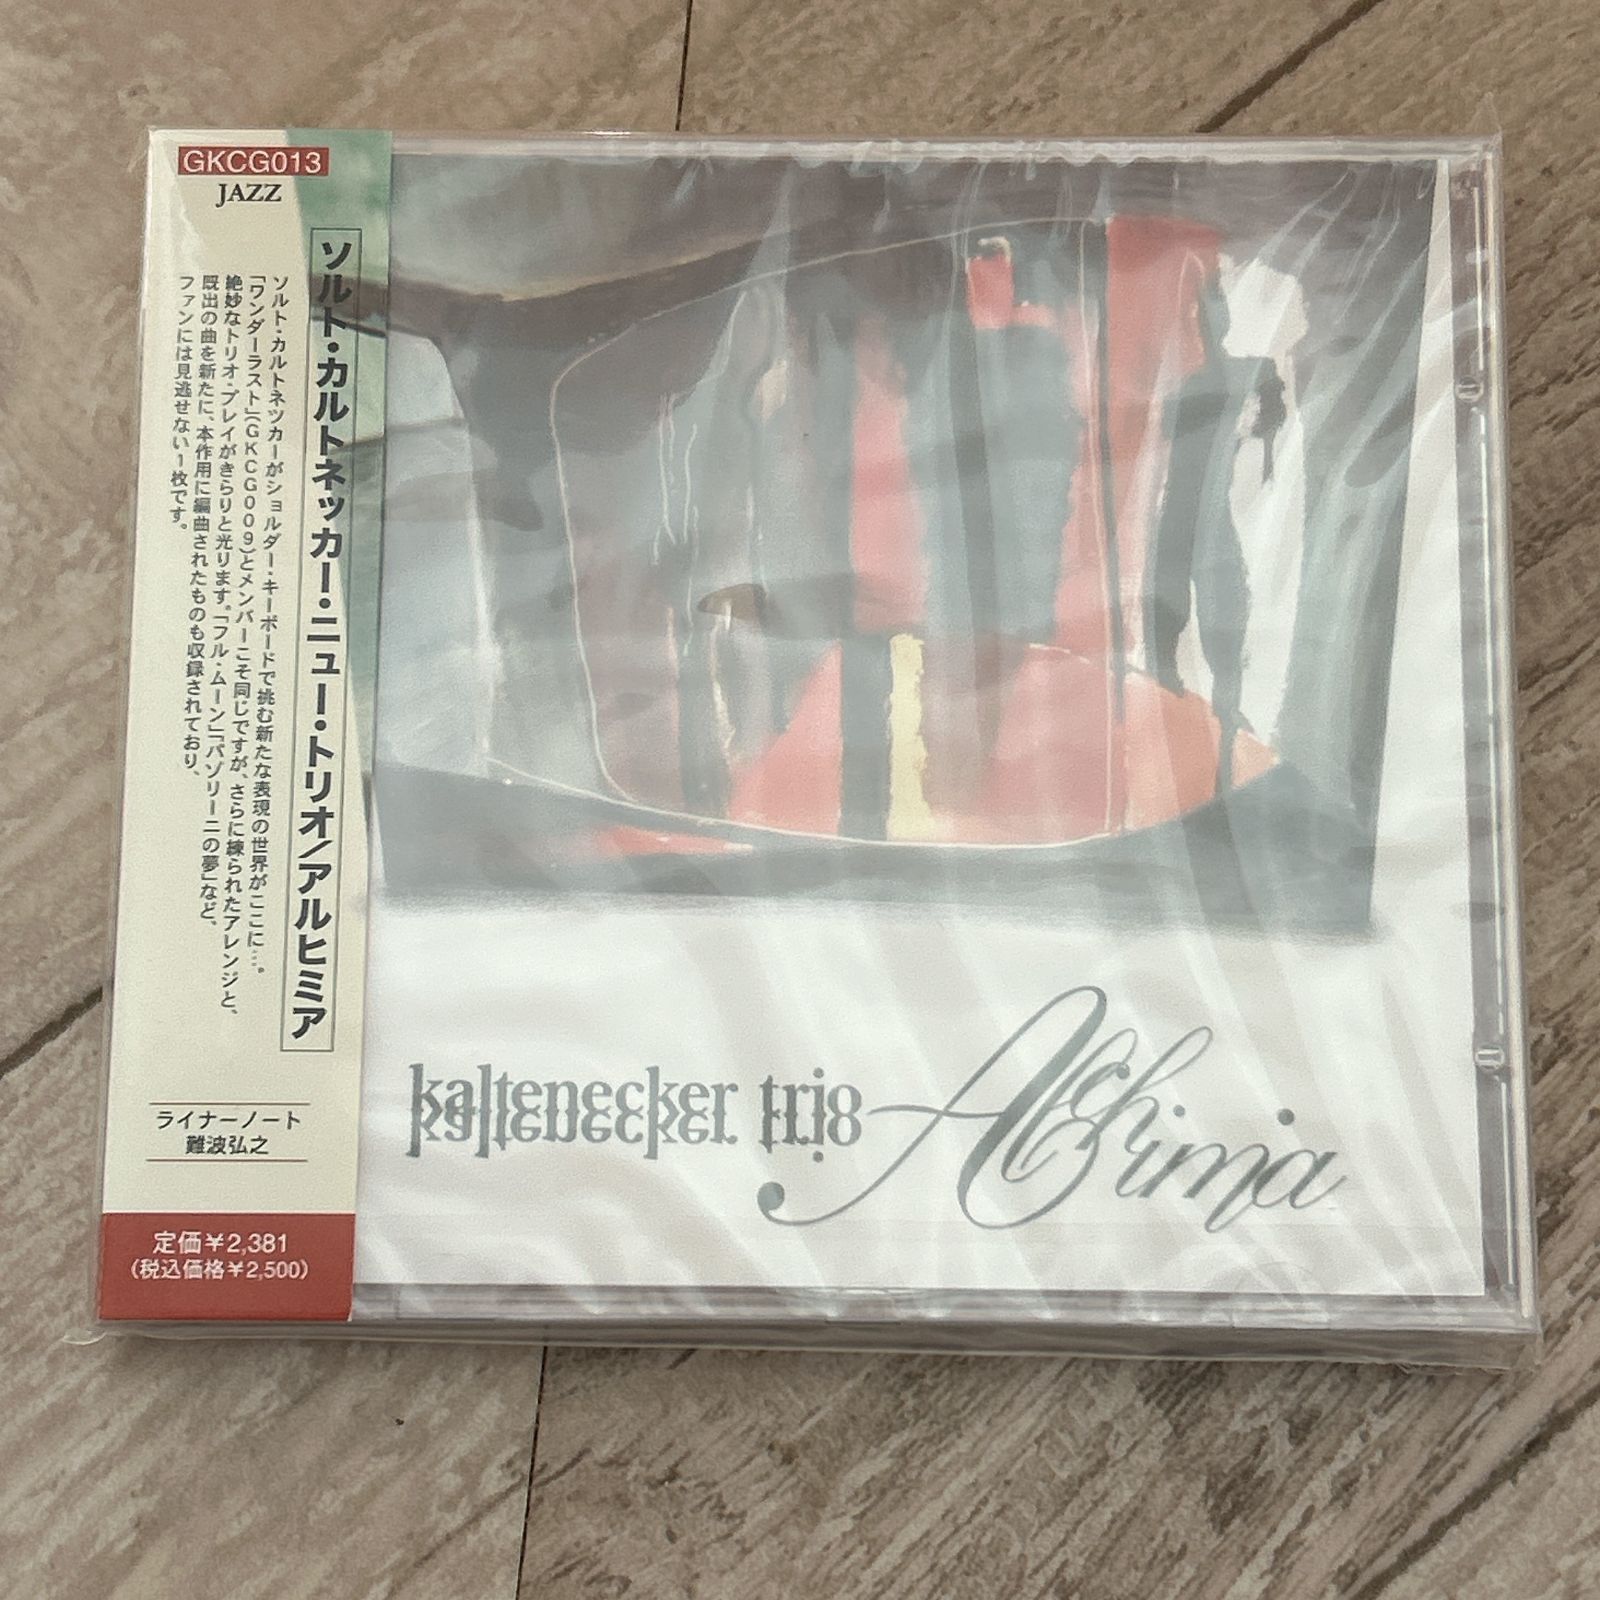 GKCG013
JAZZ
ソルト・カルトネッカー・ニュー・トリオ/アルヒミア
ソルト・カルトネツカーがショルダー・キーボードで挑む新たな表現の世界がここに…。
「ワンダーラスト」(GKCG009)とメンバーこそ同じですが、さらに練られたアレンジと、
絶妙なトリオ・プレイがきらりと光ります。「フル・ムーン」「パゾリーニの夢」など、
既出の曲を新たに、本作用に編曲されたものも収録されており、
ファンには見逃せない1枚です。
ライナーノート
難波弘之
定価¥2,381
(税込価格¥2,500)
kaltenecker trio
Alchimia